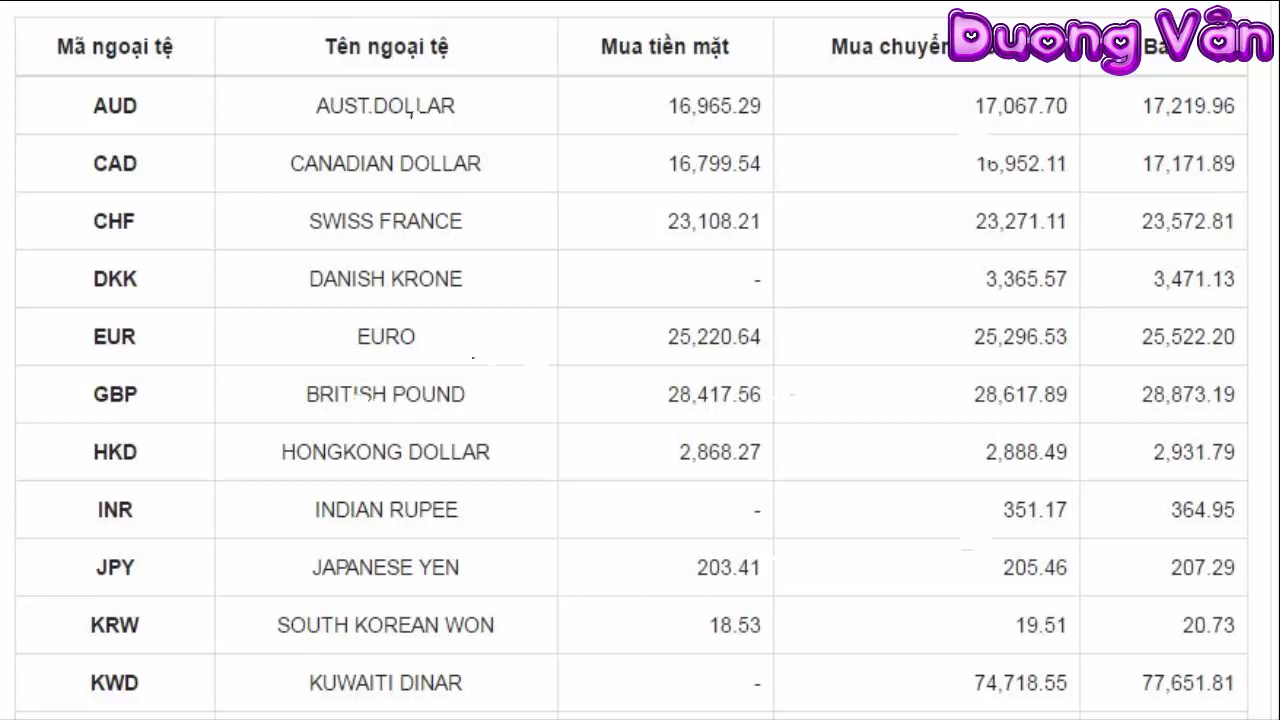 Mã ngoại tệ Tên ngoại tệ Mua tiền mặt Mua chuyển
Duong Vân
AUD AUST.DOLLAR 16,965.29 17,067.70 17,219.96
CAD CANADIAN DOLLAR 16,799.54 16,952.11 17,171.89
CHF SWISS FRANCE 23,108.21 23,271.11 23,572.81
DKK DANISH KRONE - 3,365.57 3,471.13
EUR EURO 25,220.64 25,296.53 25,522.20
GBP BRITISH POUND 28,417.56 28,617.89 28,873.19
HKD HONGKONG DOLLAR 2,868.27 2,888.49 2,931.79
INR INDIAN RUPEE - 351.17 364.95
JPY JAPANESE YEN 203.41 205.46 207.29
KRW SOUTH KOREAN WON 18.53 19.51 20.73
KWD KUWAITI DINAR - 74,718.55 77,651.81